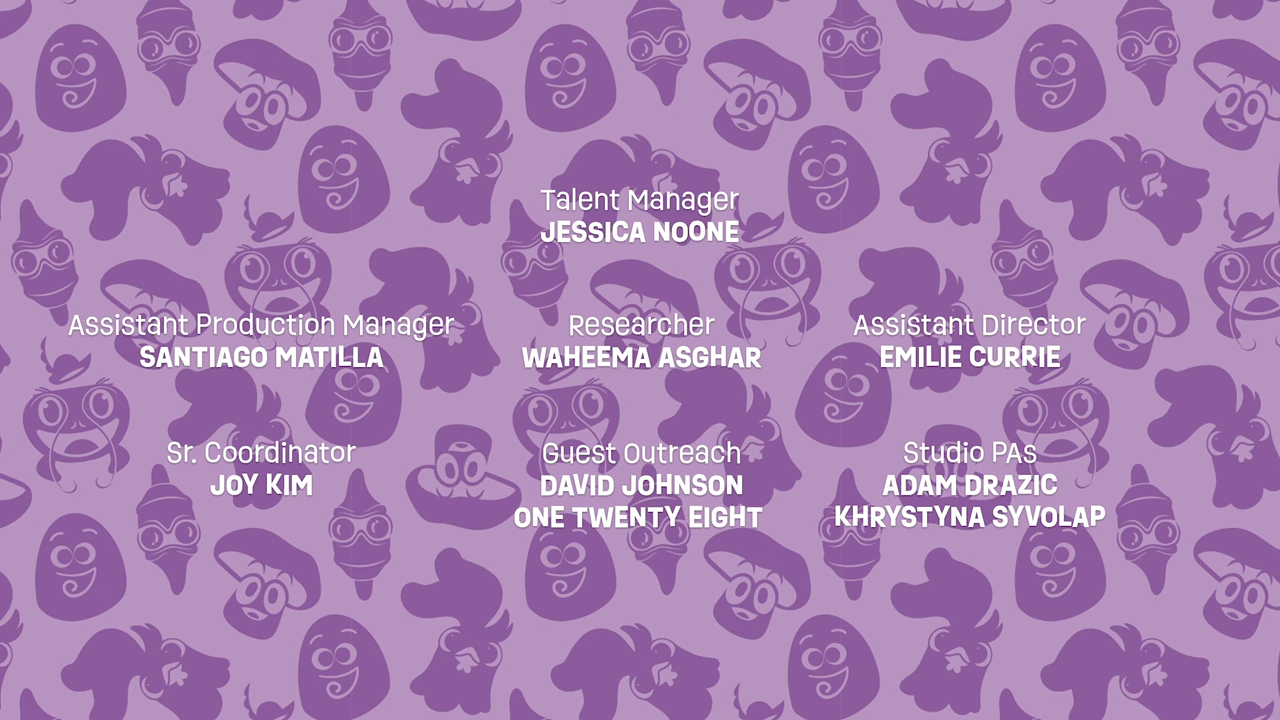 Talent Manager
JESSICA NOONE
Assistant Production Manager
SANTIAGO MATILLA
Researcher
WAHEEMA ASGHAR
Assistant Director
EMILIE CURRIE
Sr. Coordinator
JOY KIM
Guest Outreach
DAVID JOHNSON
ONE TWENTY EIGHT
Studio PAs
ADAM DRAZIC
KHRYSTYNA SYVOLAP